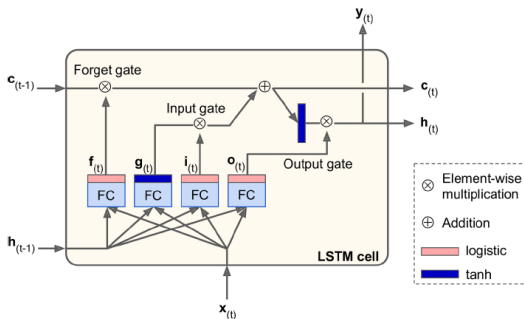 y(t)
c(t-1)
Forget gate
c(t)
Input gate
h(t)
f(t)
g(t)
i(t)
o(t)
Output gate
FC
FC
FC
FC
Element-wise
multiplication
Addition
h(t-1)
logistic
LSTM cell
tanh
x(t)